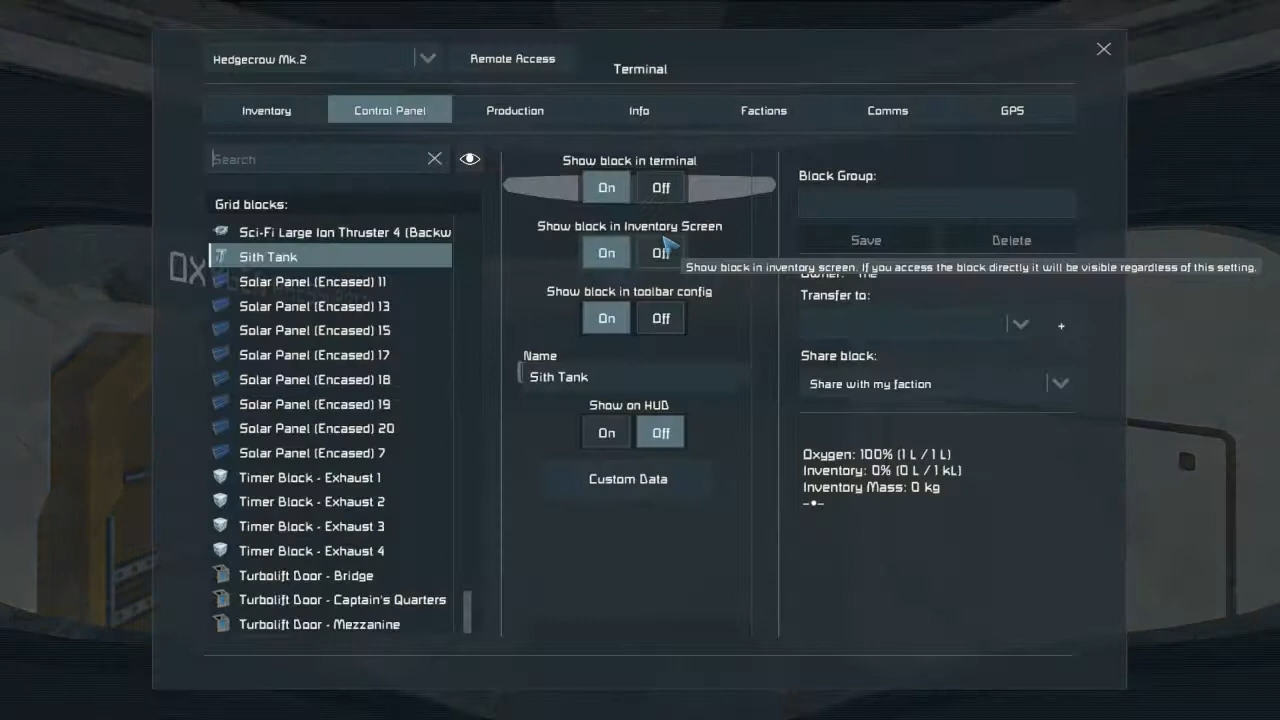 Hedgecrow Mk.2
Remote Access
Terminal
Inventory
Control Panel
Production
Info
Factions
Comms
GPS
Search
Grid blocks:
Sci-Fi Large Ion Thruster 4 (Backw
Sith Tank
Solar Panel (Encased) 11
Solar Panel (Encased) 13
Solar Panel (Encased) 15
Solar Panel (Encased) 17
Solar Panel (Encased) 18
Solar Panel (Encased) 19
Solar Panel (Encased) 20
Solar Panel (Encased) 7
Timer Block - Exhaust 1
Timer Block - Exhaust 2
Timer Block - Exhaust 3
Timer Block - Exhaust 4
Turbolift Door - Bridge
Turbolift Door - Captain's Quarters
Turbolift Door - Mezzanine
Show block in terminal
On Off
Show block in Inventory Screen
On Off
Show block in inventory screen. If you access the block directly it will be visible regardless of this setting.
Show block in toolbar config
On Off
Name
Sith Tank
Show on HUD
On Off
Custom Data
Block Group:
Save Delete
Owner: Me
Transfer to:
+
Share block:
Share with my faction
Oxygen: 100% (1 L / 1 L)
Inventory: 0% (0 L / 1 kL)
Inventory Mass: 0 kg
-•-